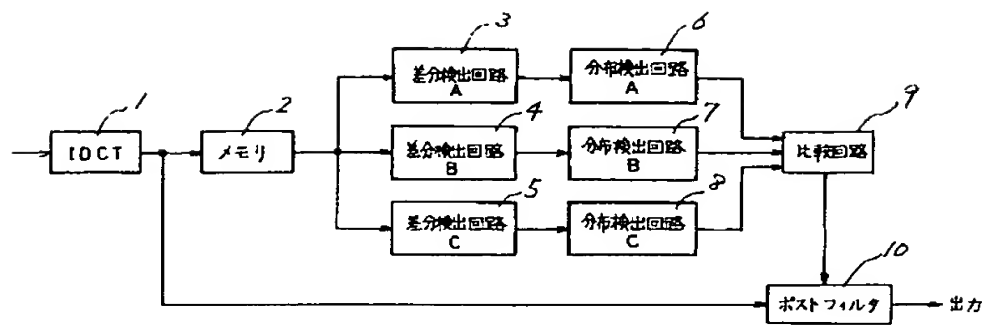 3
差分検出回路
A
6
分布検出回路
A
1
IDCT
2
メモリ
4
差分検出回路
B
7
分布検出回路
B
9
比較回路
5
差分検出回路
C
8
分布検出回路
C
10
ポストフィルタ
出力